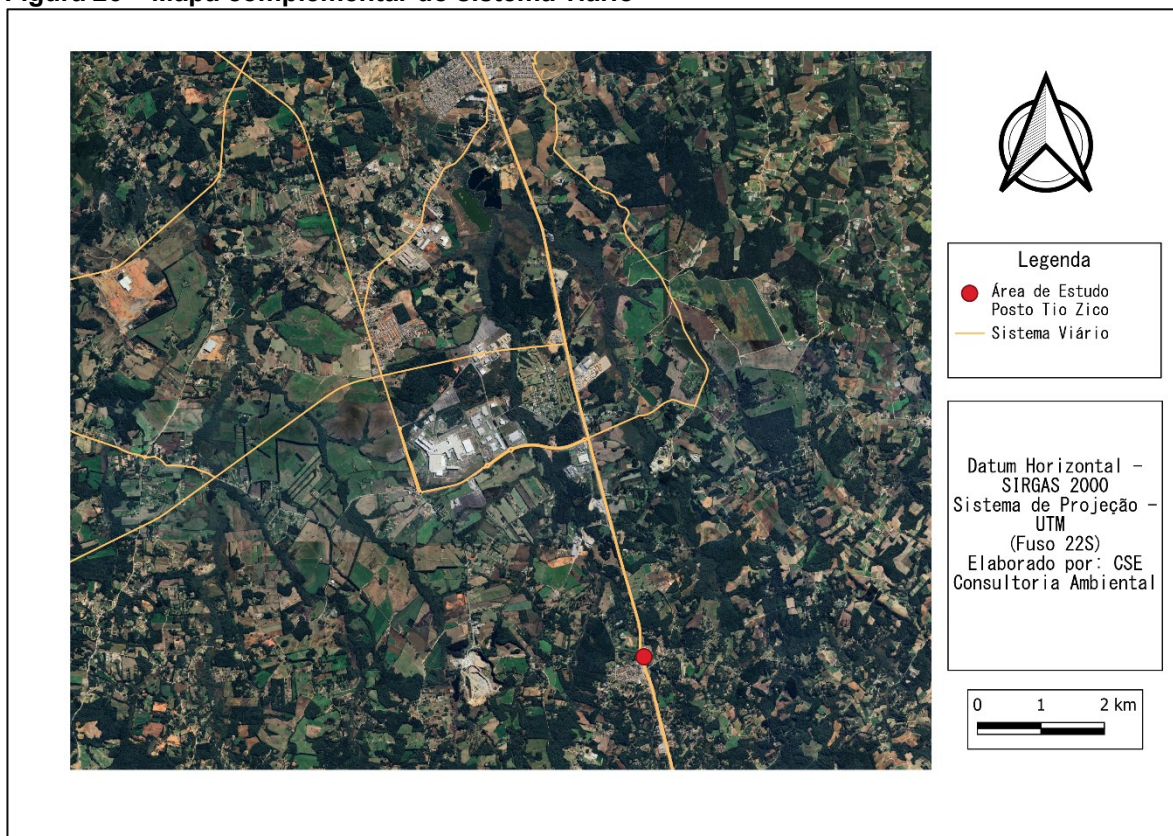 Legenda
Área de Estudo
Posto Tio Zico
Sistema Viário
Datum Horizontal -
SIRGAS 2000
Sistema de Projeção -
UTM
(Fuso 22S)
Elaborado por: CSE
Consultoria Ambiental
0 1 2 km